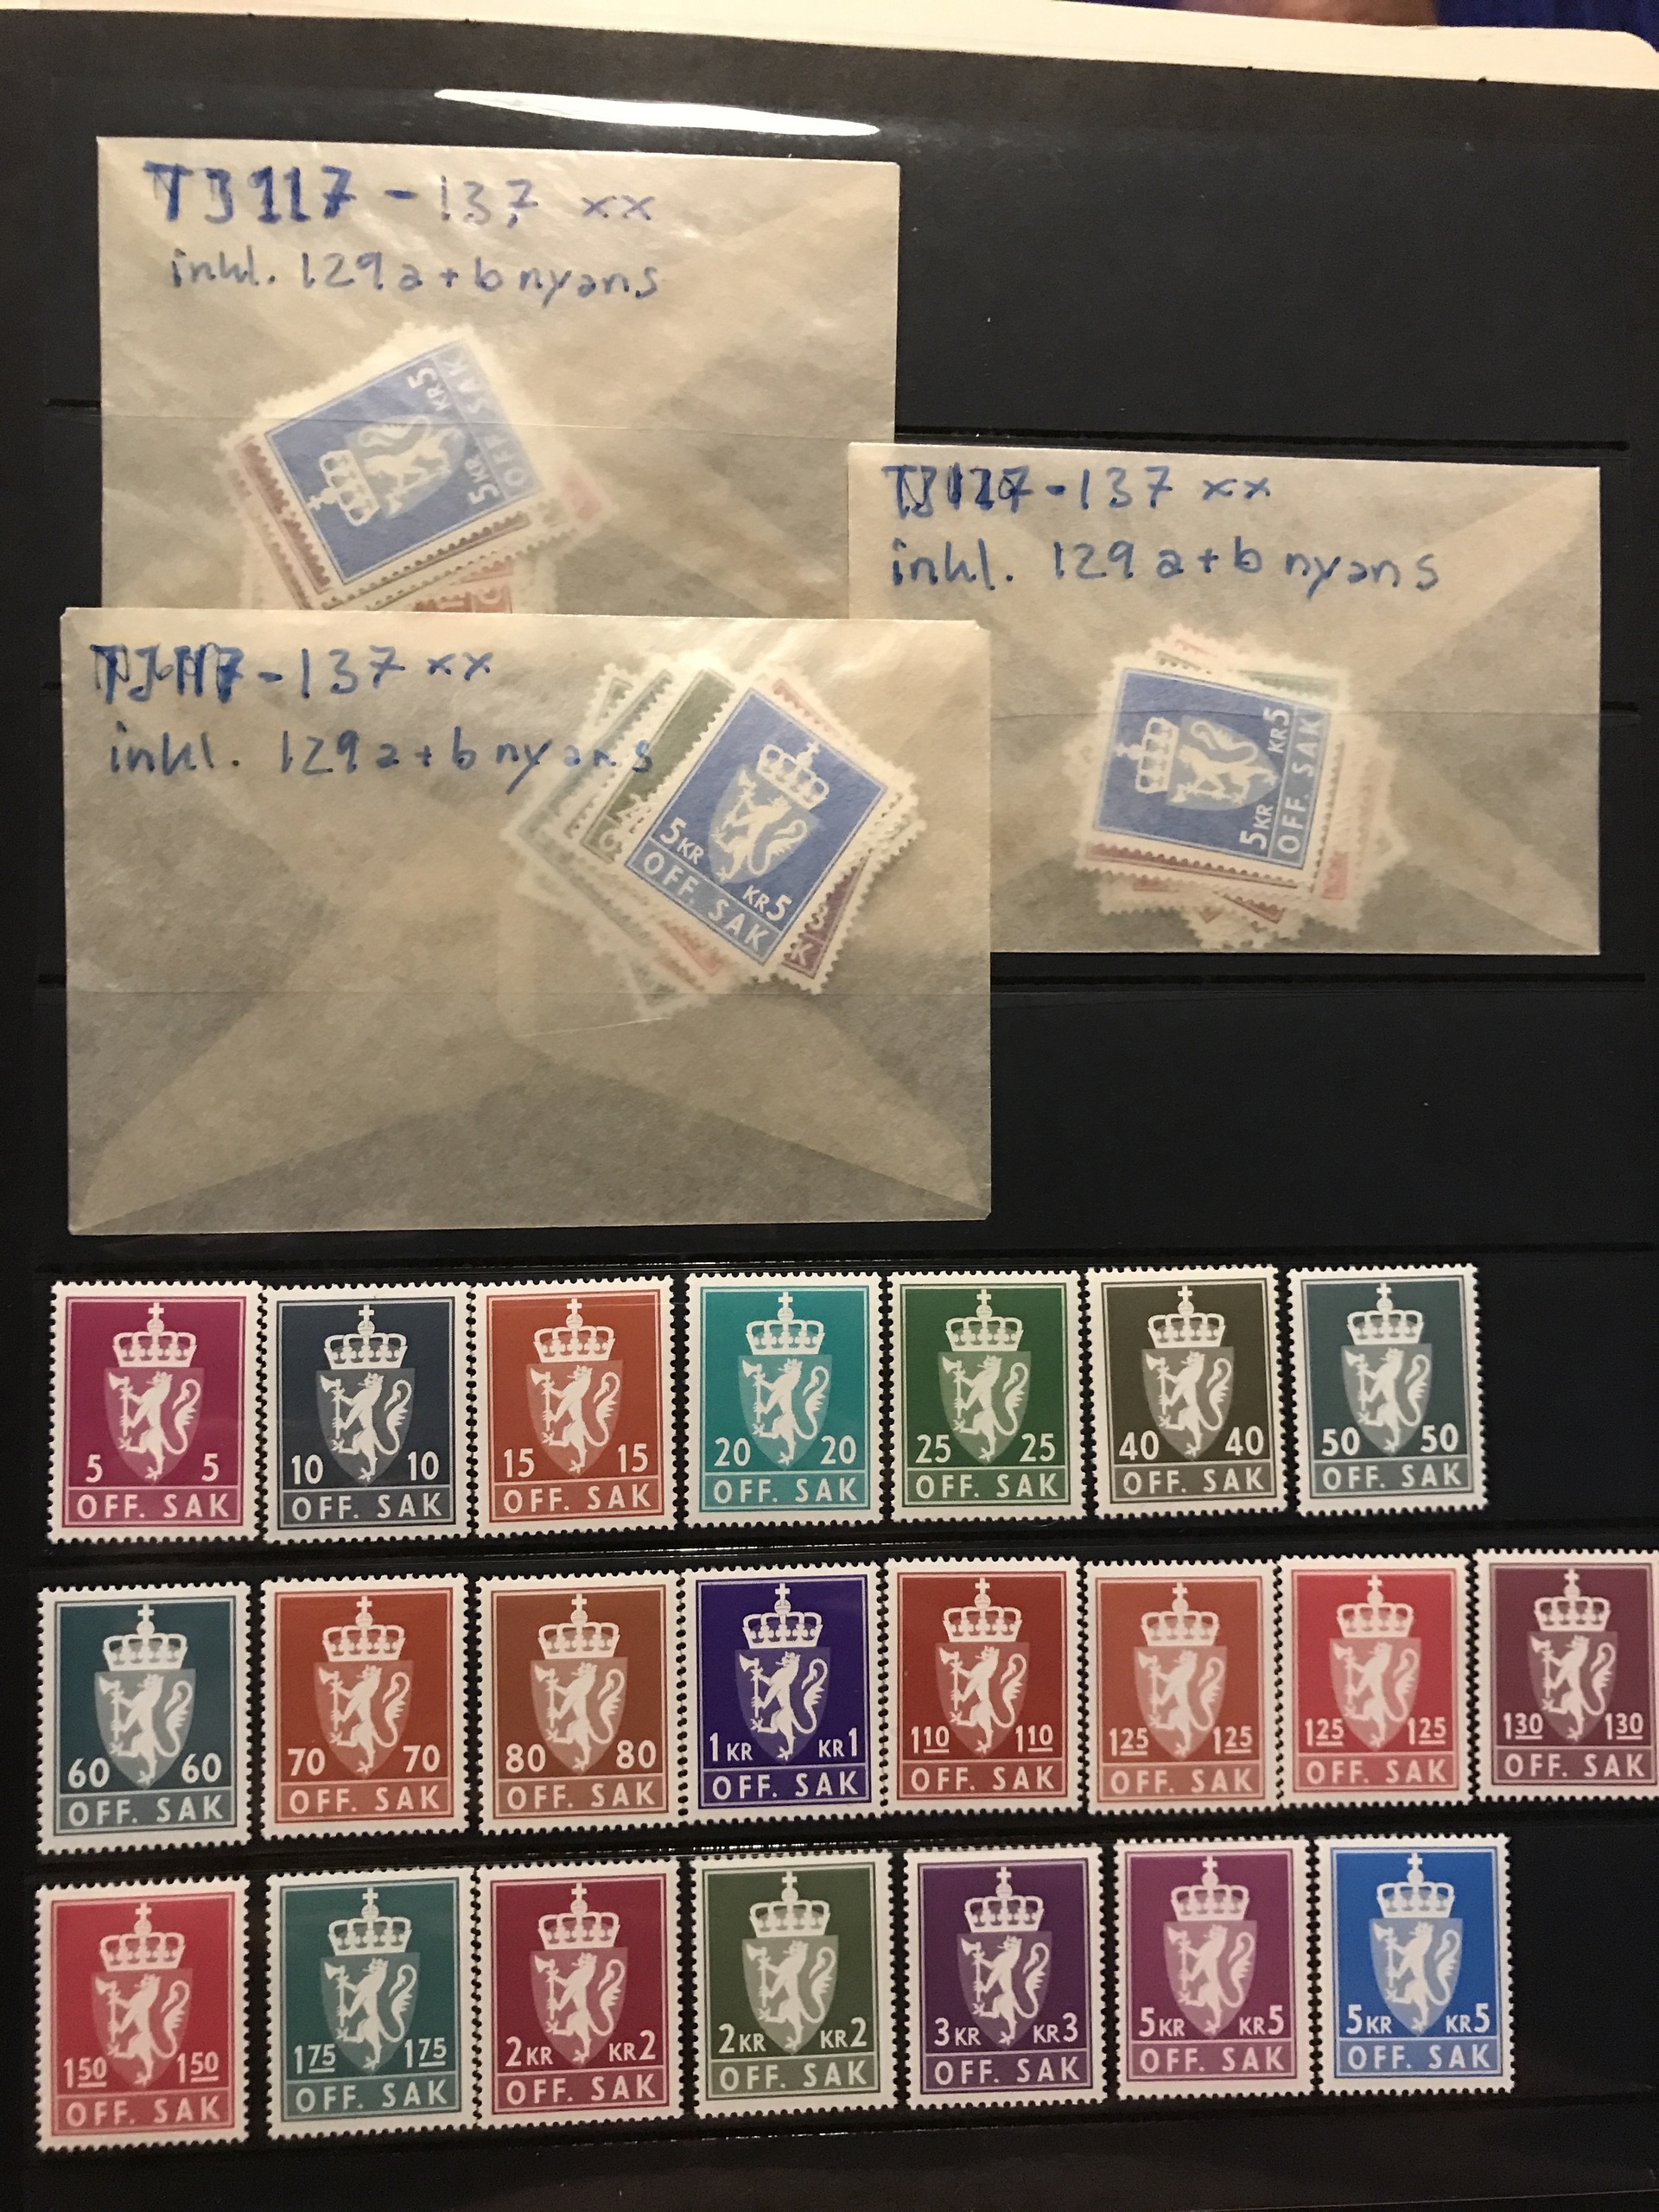 TJ117 - 137 xx
inkl. 129 a + b nyans
5 KR KR 5
OFF. SAK
- 137 xx
inkl. 129 a + b nyans
5 KR KR 5
OFF. SAK
- 137 xx
inkl. 129 a + b nyans
5 KR KR 5
OFF. SAK
5 5 10 10 15 15 20 20 25 25 40 40 50 50
OFF. SAK OFF. SAK OFF. SAK OFF. SAK OFF. SAK OFF. SAK OFF. SAK
60 60 70 70 80 80 1 KR KR 1 110 110 125 125 125 125 130 130
OFF. SAK OFF. SAK OFF. SAK OFF. SAK OFF. SAK OFF. SAK OFF. SAK OFF. SAK
150 150 175 175 2 KR KR 2 2 KR KR 2 3 KR KR 3 5 KR KR 5 5 KR KR 5
OFF. SAK OFF. SAK OFF. SAK OFF. SAK OFF. SAK OFF. SAK OFF. SAK